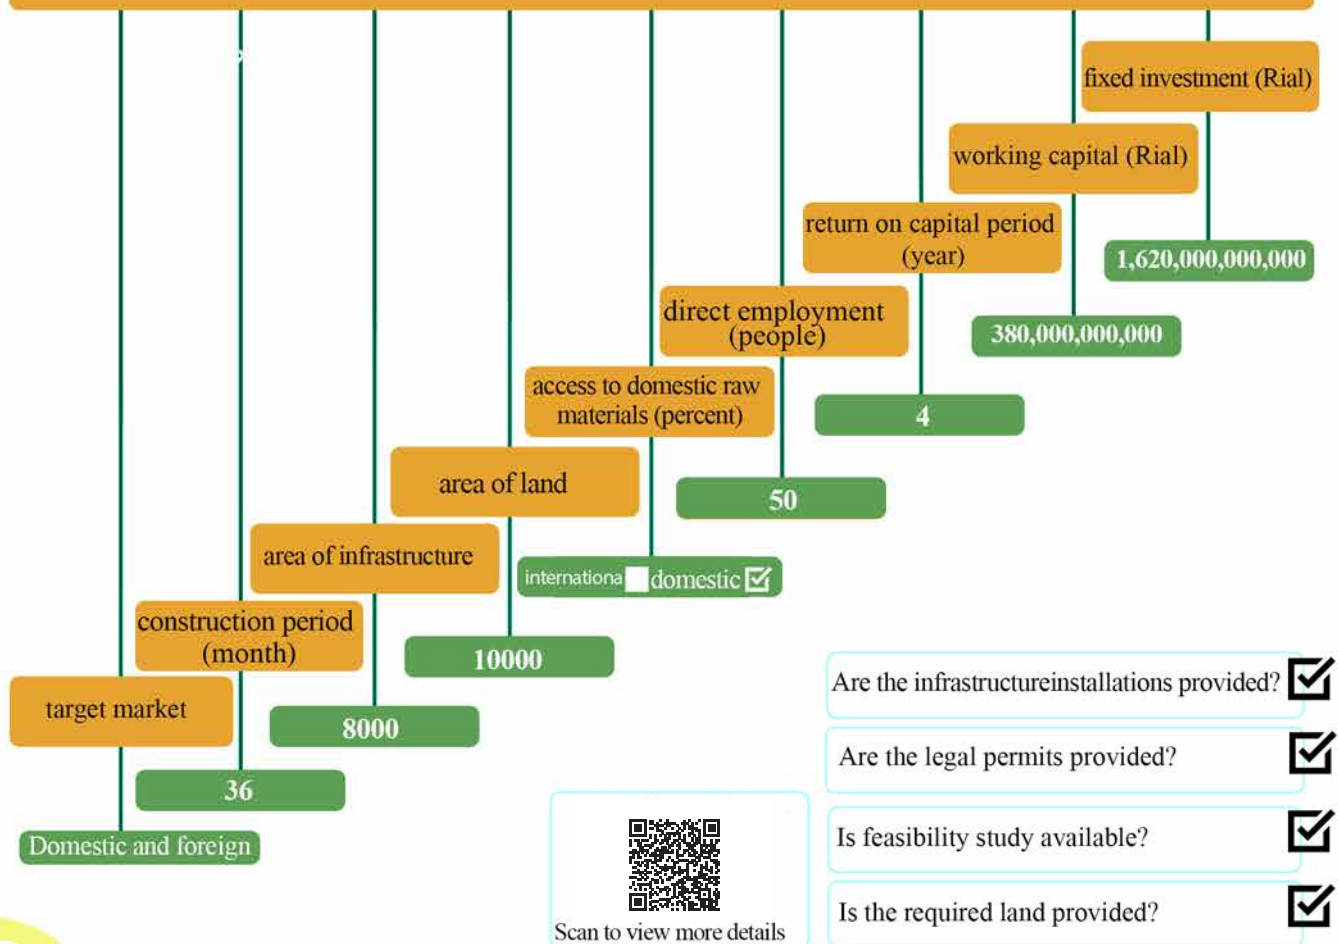 fixed investment (Rial)
1,620,000,000,000
working capital (Rial)
380,000,000,000
return on capital period
(year)
4
direct employment
(people)
50
access to domestic raw
materials (percent)
internationa domestic
area of land
10000
area of infrastructure
8000
construction period
(month)
36
target market
Domestic and foreign
Are the infrastructureinstallations provided?
Are the legal permits provided?
Is feasibility study available?
Is the required land provided?
Scan to view more details